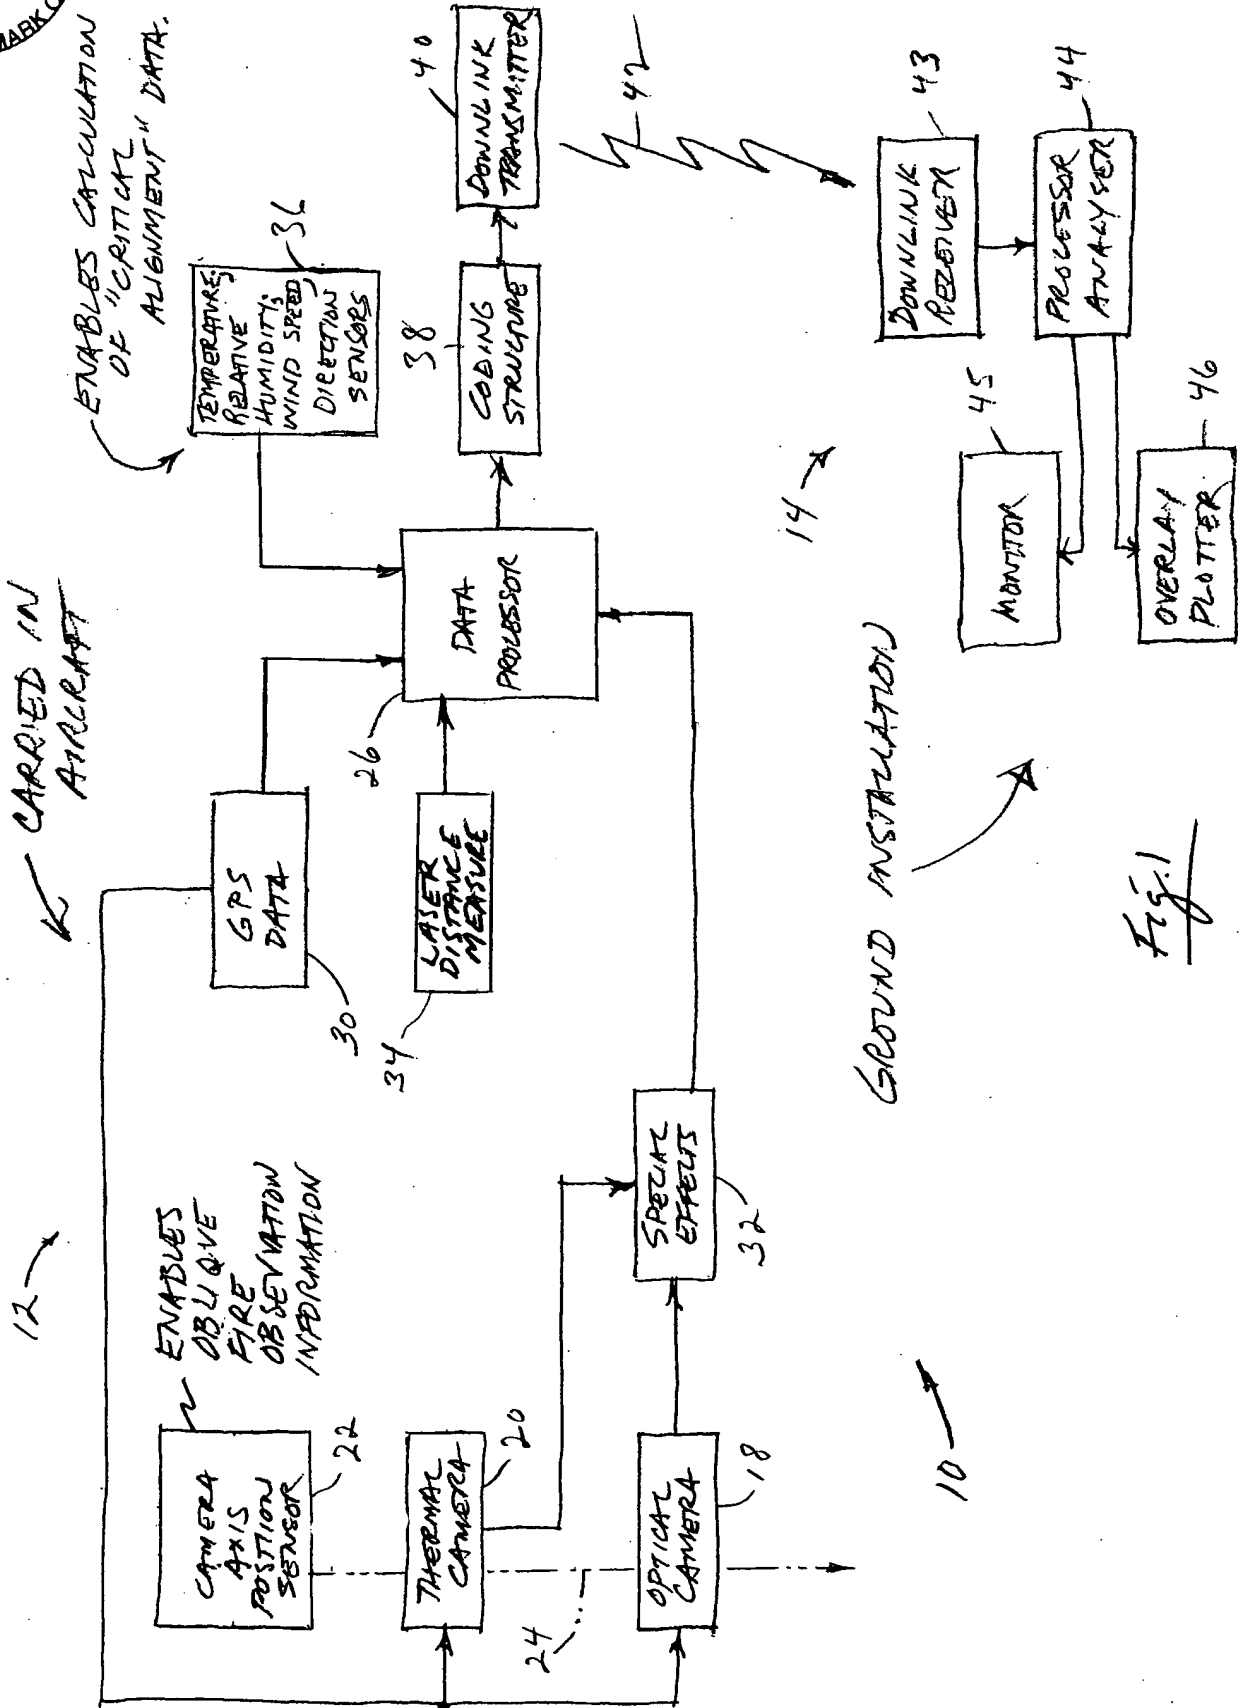 MARK O
12
CARRIED IN
AIRCRAFT
ENABLES CALCULATION
OF "CRITICAL
ALIGNMENT" DATA.
ENABLES
OBLIQVE
FIRE
OBSEVATION
INFORMATION
CAMERA
AXIS
POSITION
SENSOR
22
GPS
DATA
30
TEMPERATURE;
RELATIVE
HUMIDITY;
WIND SPEED,
DIRECTION
SENSORS
36
THERMAL
CAMERA
20
LASER
DISTANCE
MEASURE
34
DATA
PROCESSOR
26
CODING
STRUCTURE
38
DOWNLINK
TRANSMITTER
40
24
OPTICAL
CAMERA
18
SPECIAL
EFFECTS
32
42
10
GROUND INSTALLATION
14
DOWNLINK
RECEIVER
43
PROCESSOR
ANALYSER
44
MONITOR
45
OVERLAY
PLOTTER
46
Fig. 1